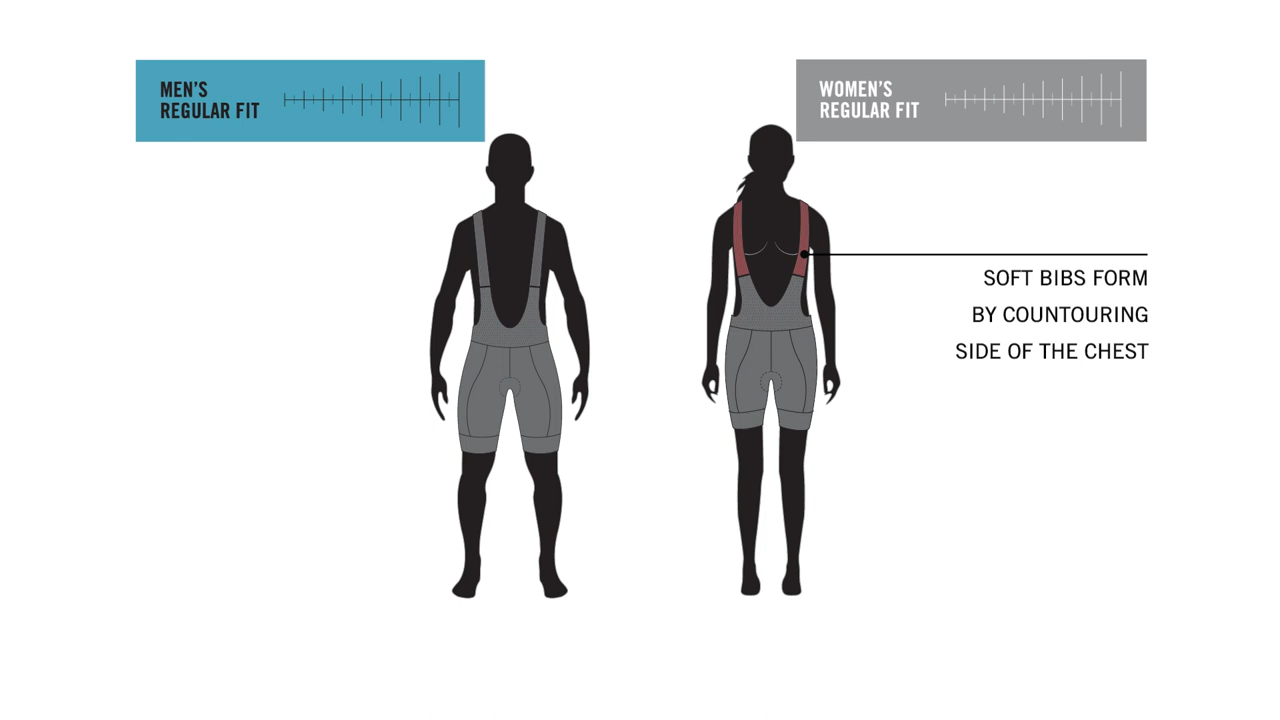 MEN'S
REGULAR FIT
WOMEN'S
REGULAR FIT
SOFT BIBS FORM
BY COUNTOURING
SIDE OF THE CHEST